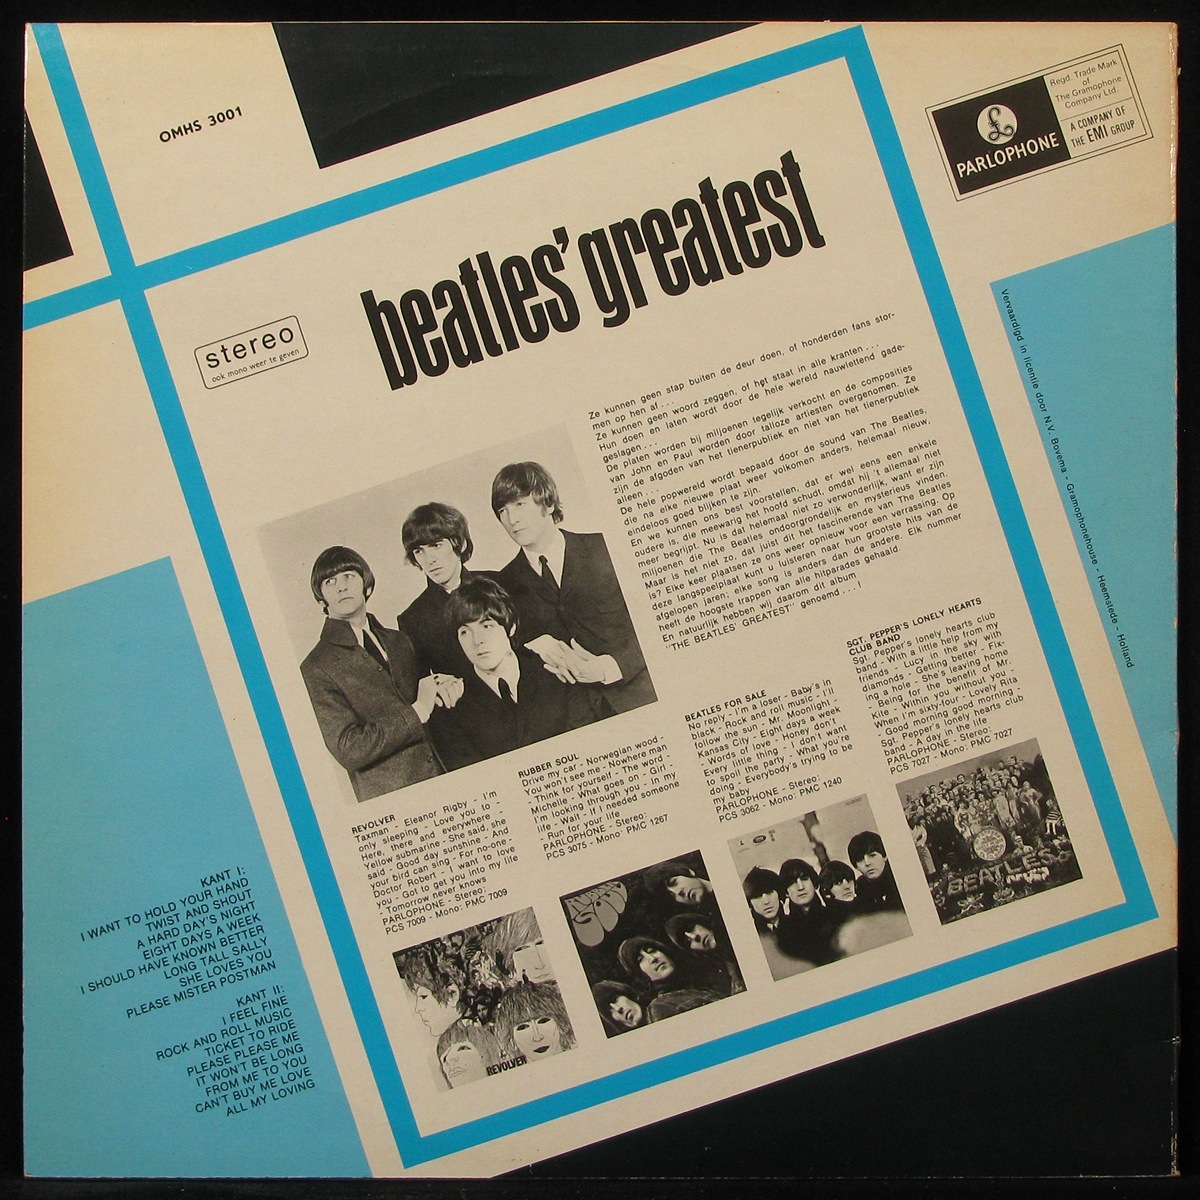 OMHS 3001
PARLOPHONE
Regd. Trade Mark
of
The Gramophone
Company Ltd.
A COMPANY OF
THE EMI GROUP
beatles' greatest
stereo
ook mono weer te geven
Ze kunnen geen stap buiten de deur doen, of honderden fans stor-
men op hen af . . .
Ze kunnen geen woord zeggen, of het staat in alle kranten . . .
Hun doen en laten wordt door de hele wereld nauwlettend gade-
geslagen . . .
De platen worden bij miljoenen tegelijk verkocht en de composities
van John en Paul worden door talloze artiesten overgenomen. Ze
zijn de afgoden van het tienerpubliek en niet van het tienerpubliek
alleen . . .
De hele popwereld wordt bepaald door de sound van The Beatles,
die na elke nieuwe plaat weer volkomen anders, helemaal nieuw,
eindeloos goed blijken te zijn.
En we kunnen ons best voorstellen, dat er wel eens een enkele
oudere is, die meewarig het hoofd schudt, omdat hij 't allemaal niet
meer begrijpt. Nu is dat helemaal niet zo verwonderlijk, want er zijn
miljoenen die The Beatles ondoorgrondelijk en mysterieus vinden.
Maar is het niet zo, dat juist dit het fascinerende van The Beatles
is? Elke keer plaatsen ze ons weer opnieuw voor een verrassing. Op
deze langspeelplaat kunt u luisteren naar hun grootste hits van de
afgelopen jaren; elke song is anders dan de andere. Elk nummer
heeft de hoogste trappen van alle hitparades gehaald.
En natuurlijk hebben wij daarom dit album
"THE BEATLES' GREATEST" genoemd . . . !
REVOLVER
Taxman - Eleanor Rigby - I'm
only sleeping - Love you to -
Here, there and everywhere -
Yellow submarine - She said, she
said - Good day sunshine - And
your bird can sing - For no-one -
Doctor Robert - I want to love
you - Got to get you into my life
- Tomorrow never knows
PARLOPHONE - Stereo:
PCS 7009 - Mono: PMC 7009
RUBBER SOUL
Drive my car - Norwegian wood -
You won't see me - Nowhere man
- Think for yourself - The word -
Michelle - What goes on - Girl -
I'm looking through you - In my
life - Wait - If I needed someone
- Run for your life
PARLOPHONE - Stereo:
PCS 3075 - Mono: PMC 1267
BEATLES FOR SALE
No reply - I'm a loser - Baby's in
black - Rock and roll music - I'll
follow the sun - Mr. Moonlight -
Kansas City - Eight days a week
- Words of love - Honey don't -
Every little thing - I don't want
to spoil the party - What you're
doing - Everybody's trying to be
my baby
PARLOPHONE - Stereo:
PCS 3062 - Mono: PMC 1240
SGT. PEPPER'S LONELY HEARTS
CLUB BAND
Sgt. Pepper's lonely hearts club
band - With a little help from my
friends - Lucy in the sky with
diamonds - Getting better - Fix-
ing a hole - She's leaving home
- Being for the benefit of Mr.
Kite - Within you without you -
When I'm sixty-four - Lovely Rita
- Good morning good morning -
Sgt. Pepper's lonely hearts club
band - A day in the life
PARLOPHONE - Stereo:
PCS 7027 - Mono: PMC 7027
REVOLVER
RUBBER SOUL
BEATLES
Vervaardigd in licentie door N.V. Bovema - Gramophonehouse - Heemstede - Holland
KANT I:
I WANT TO HOLD YOUR HAND
TWIST AND SHOUT
A HARD DAY'S NIGHT
EIGHT DAYS A WEEK
I SHOULD HAVE KNOWN BETTER
LONG TALL SALLY
SHE LOVES YOU
PLEASE MISTER POSTMAN
KANT II:
I FEEL FINE
ROCK AND ROLL MUSIC
TICKET TO RIDE
PLEASE PLEASE ME
IT WON'T BE LONG
FROM ME TO YOU
CAN'T BUY ME LOVE
ALL MY LOVING